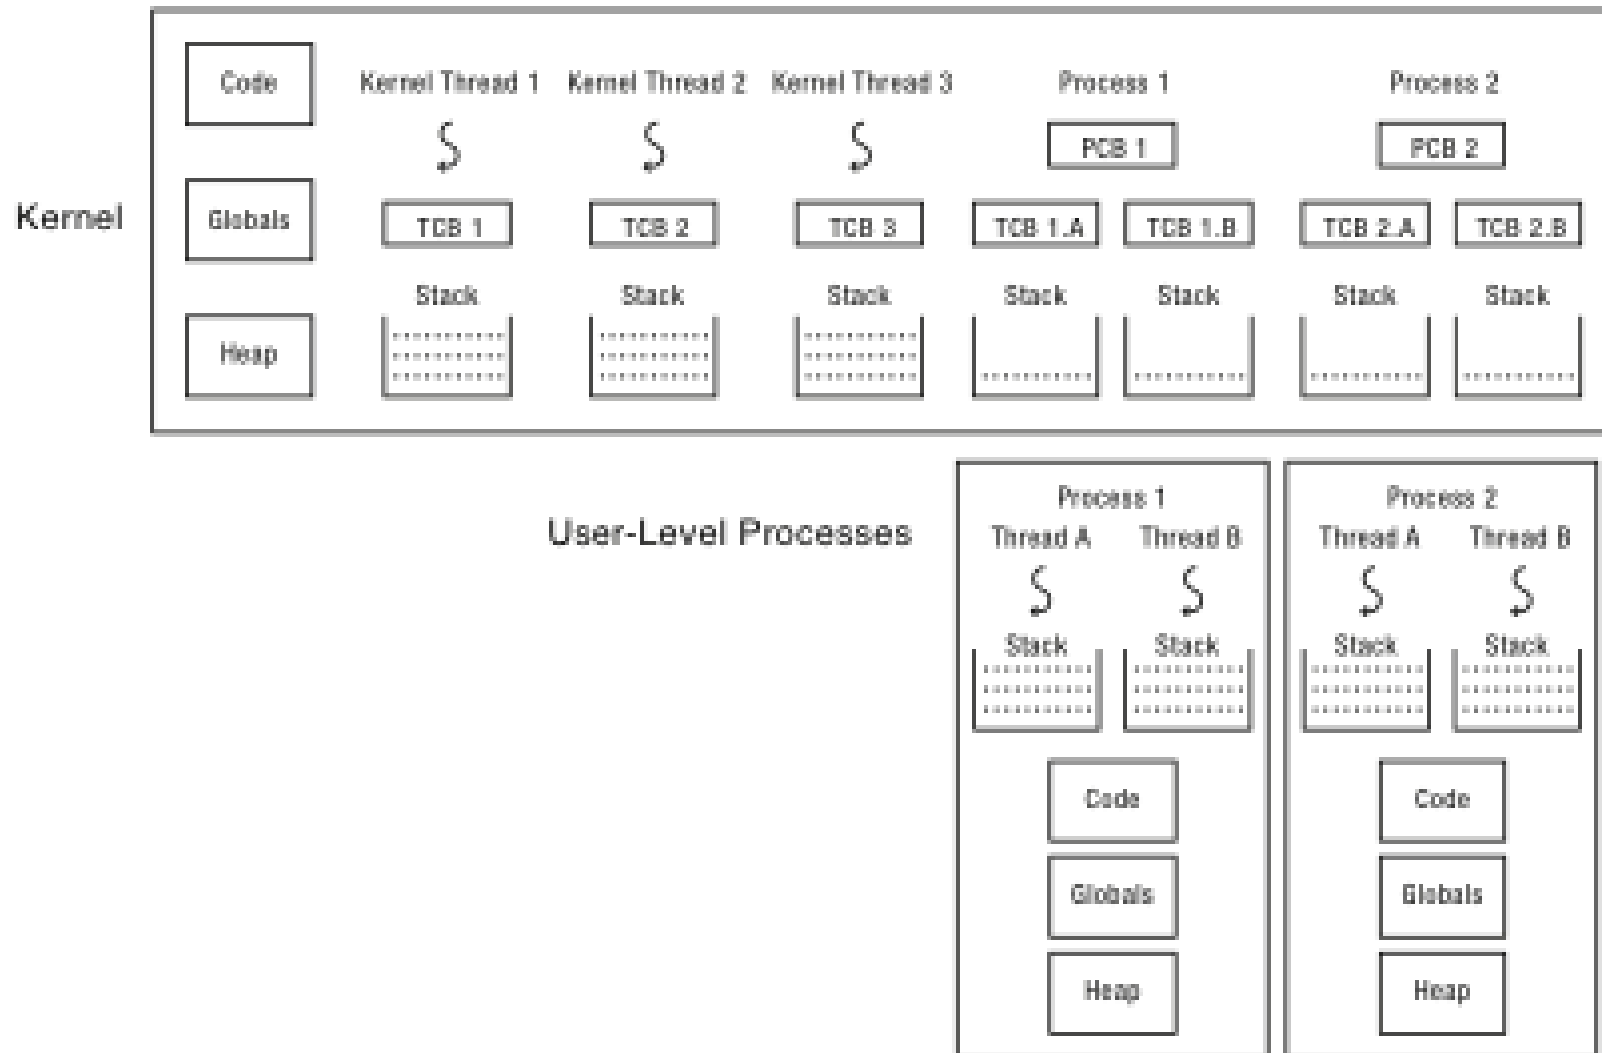 Code
Kernel Thread 1
Kernel Thread 2
Kernel Thread 3
Process 1
Process 2
PCB 1
PCB 2
Kernel
Globals
TCB 1
TCB 2
TCB 3
TCB 1.A
TCB 1.B
TCB 2.A
TCB 2.B
Stack
Stack
Stack
Stack
Stack
Stack
Stack
Heap
User-Level Processes
Process 1
Thread A
Thread B
Stack
Stack
Code
Globals
Heap
Process 2
Thread A
Thread B
Stack
Stack
Code
Globals
Heap